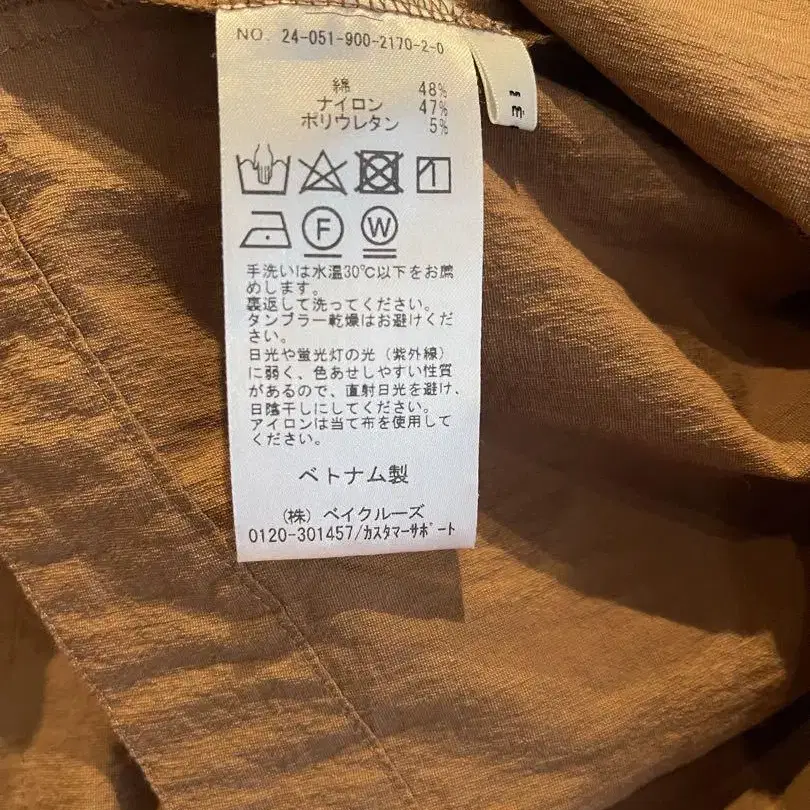 NO. 24-051-900-2170-2-0
綿 48%
ナイロン 47%
ポリウレタン 5%
F
W
手洗いは水温30℃以下をお薦
めします。
裏返して洗ってください。
タンブラー乾燥はお避けくだ
さい。
日光や蛍光灯の光（紫外線）
に弱く、色あせしやすい性質
があるので、直射日光を避け、
日陰干しにしてください。
アイロンは当て布を使用して
ください。
ベトナム製
（株）ベイクルーズ
0120-301457/ｶｽﾀﾏｰｻﾎﾟｰﾄ